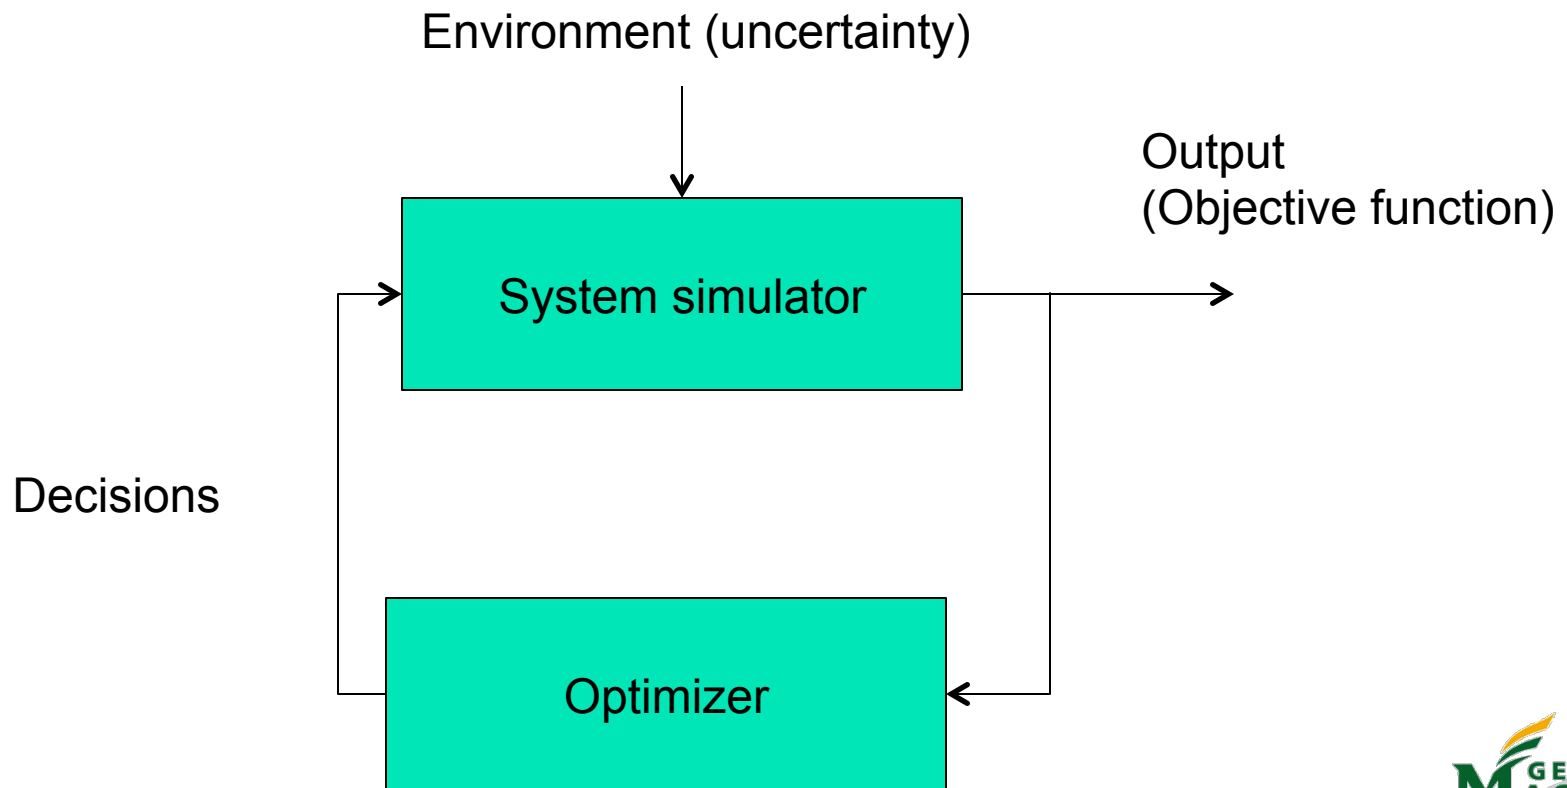 Environment (uncertainty)
Output
(Objective function)
System simulator
Decisions
Optimizer